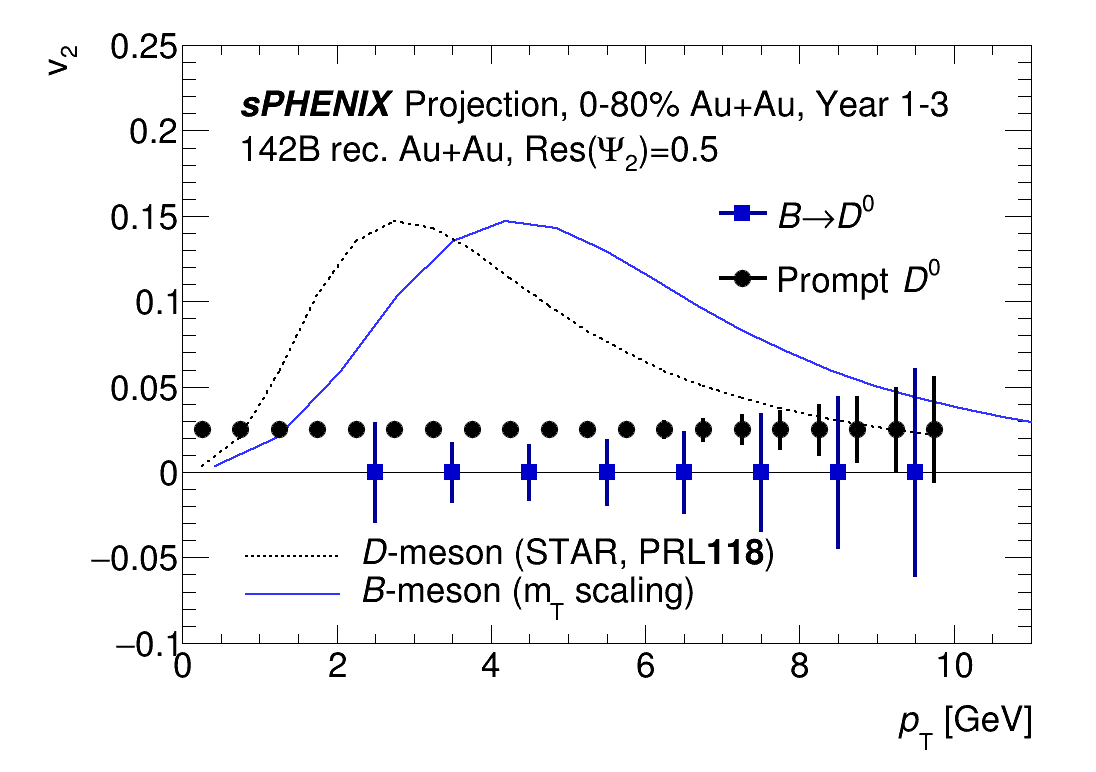 v2
0.25
0.2
0.15
0.1
0.05
0
−0.05
−0.1
sPHENIX Projection, 0-80% Au+Au, Year 1-3
142B rec. Au+Au, Res(Ψ2)=0.5
B→D0
Prompt D0
D-meson (STAR, PRL118)
B-meson (mT scaling)
0 2 4 6 8 10
pT [GeV]